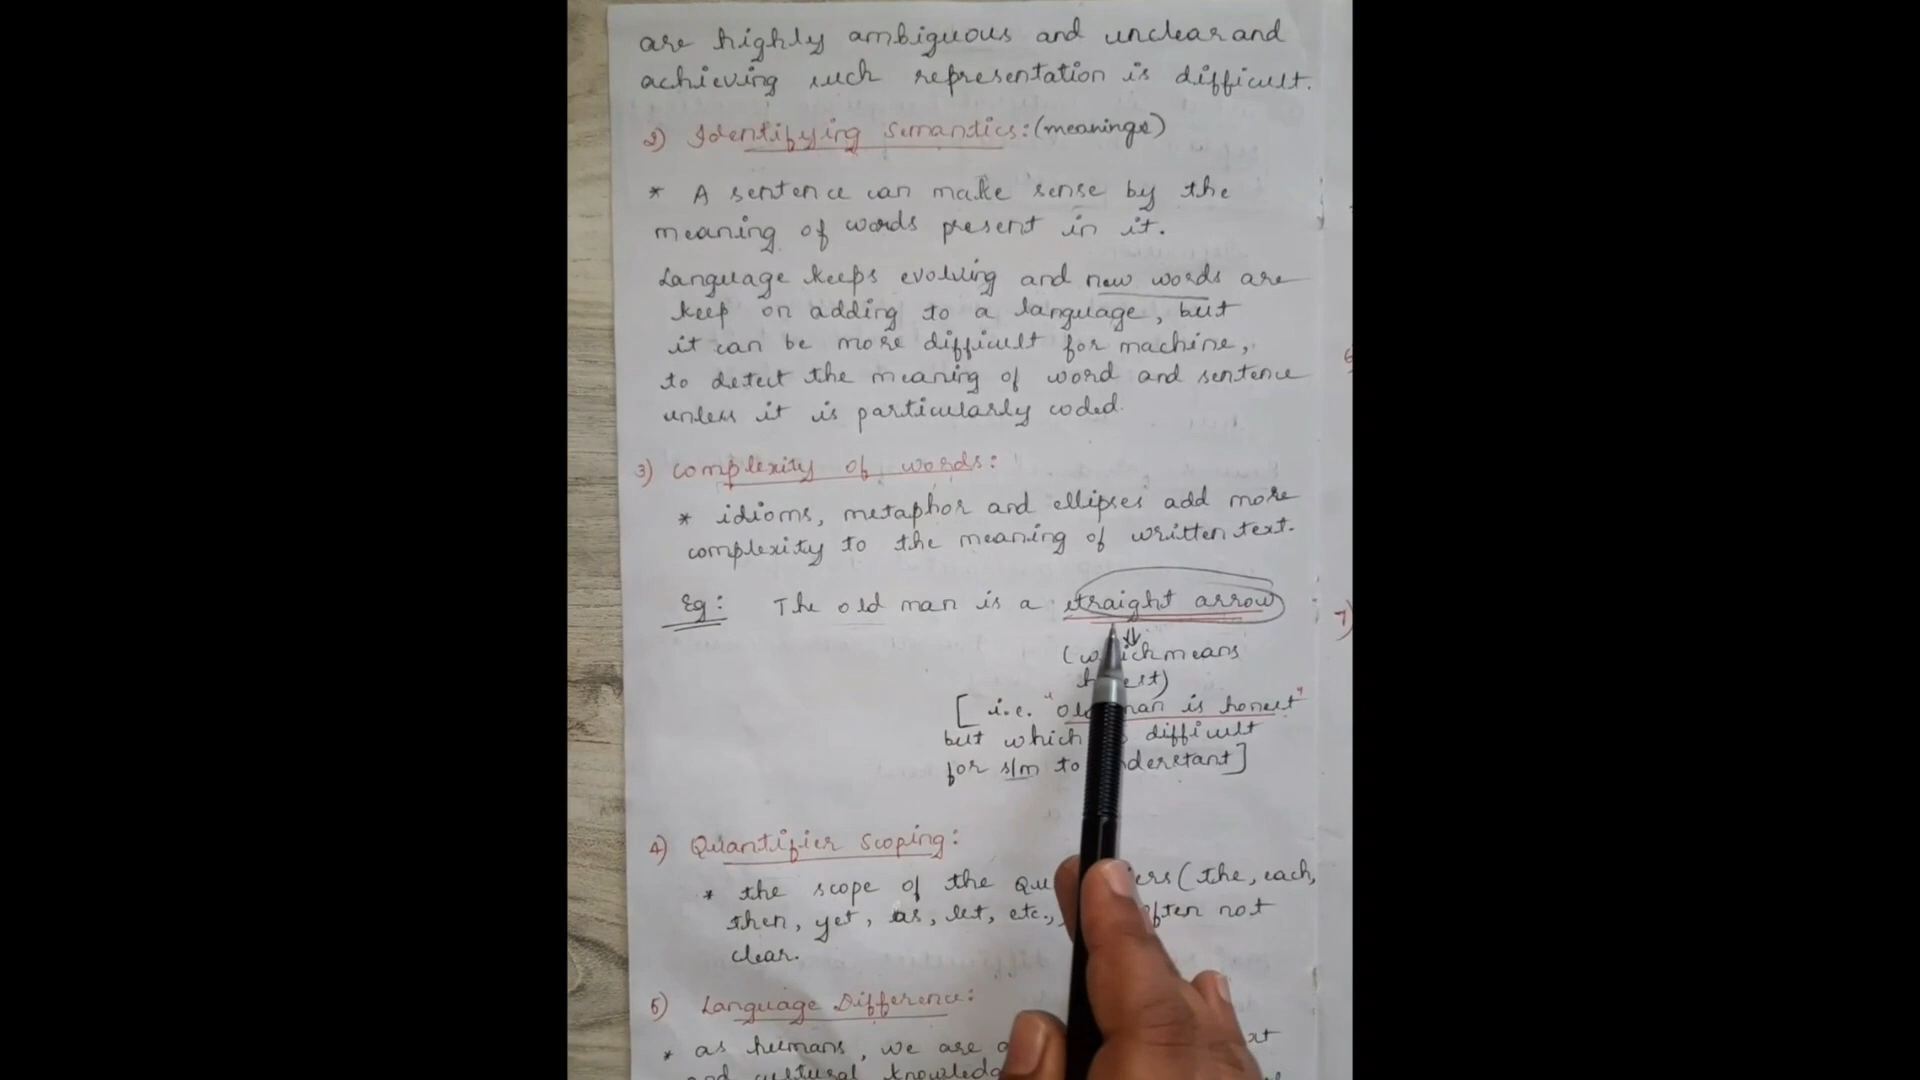 are highly ambiguous and unclear and
achieving such representation is difficult.
2) Identifying Semantics: (meanings)
* A sentence can make sense by the
meaning of words present in it.
Language keeps evolving and new words are
keep on adding to a language, but
it can be more difficult for machine,
to detect the meaning of word and sentence
unless it is particularly coded.
3) Complexity of words:
* idioms, metaphor and ellipses add more
complexity to the meaning of written text.
Eg: The old man is a straight arrow
(which means
[i.e. "old man is honest"
but which difficult
for s/m to
4) Quantifier Scoping:
* the scope of the (the, each,
then, yet, as, let, etc., often not
clear.
5) Language Difference:
* as humans, we are
and cultural
7)